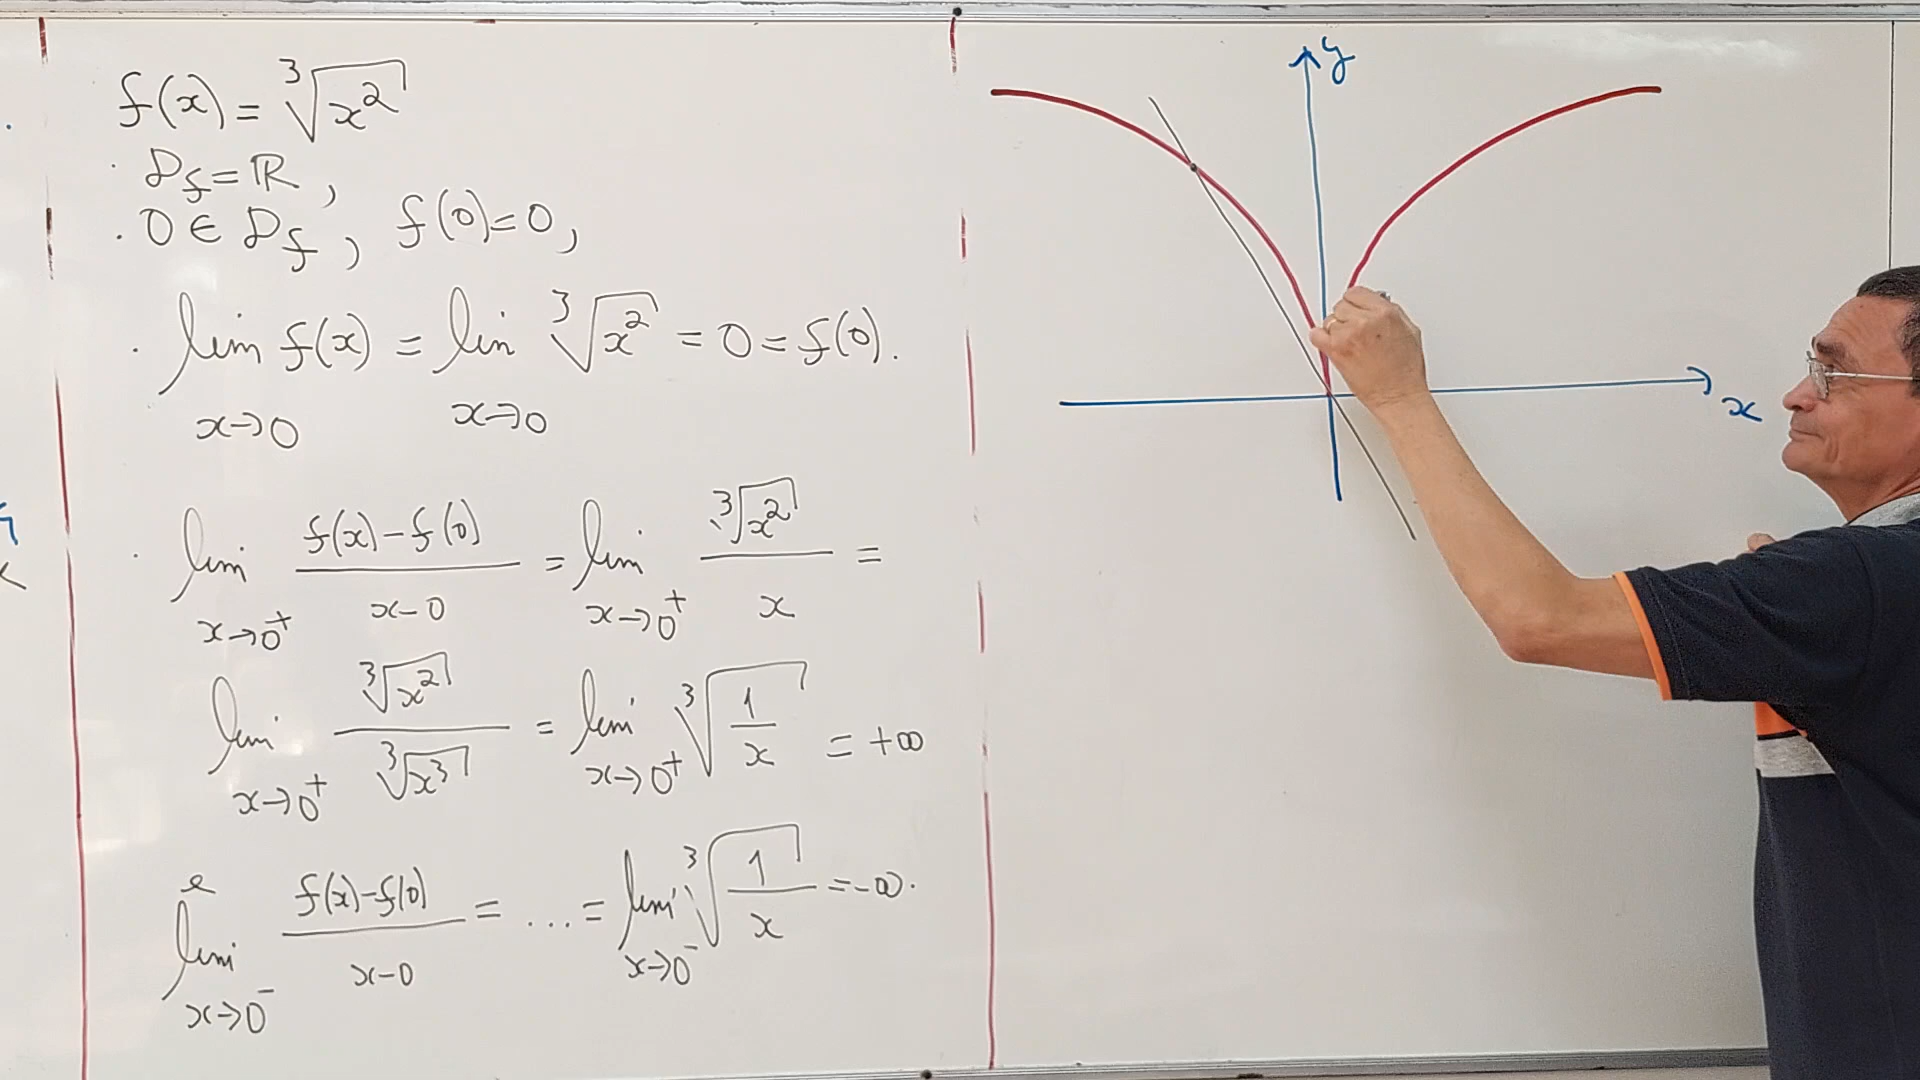 f(x) = ∛x²
· D_f = ℝ,
· 0 ∈ D_f, f(0)=0,
· lim_{x→0} f(x) = lim_{x→0} ∛x² = 0 = f(0).
· lim_{x→0⁺} (f(x)-f(0))/(x-0) = lim_{x→0⁺} ∛x²/x =
lim_{x→0⁺} ∛x²/∛x³ = lim_{x→0⁺} ∛(1/x) = +∞
e
lim_{x→0⁻} (f(x)-f(0))/(x-0) = ... = lim_{x→0⁻} ∛(1/x) = -∞.
y
x